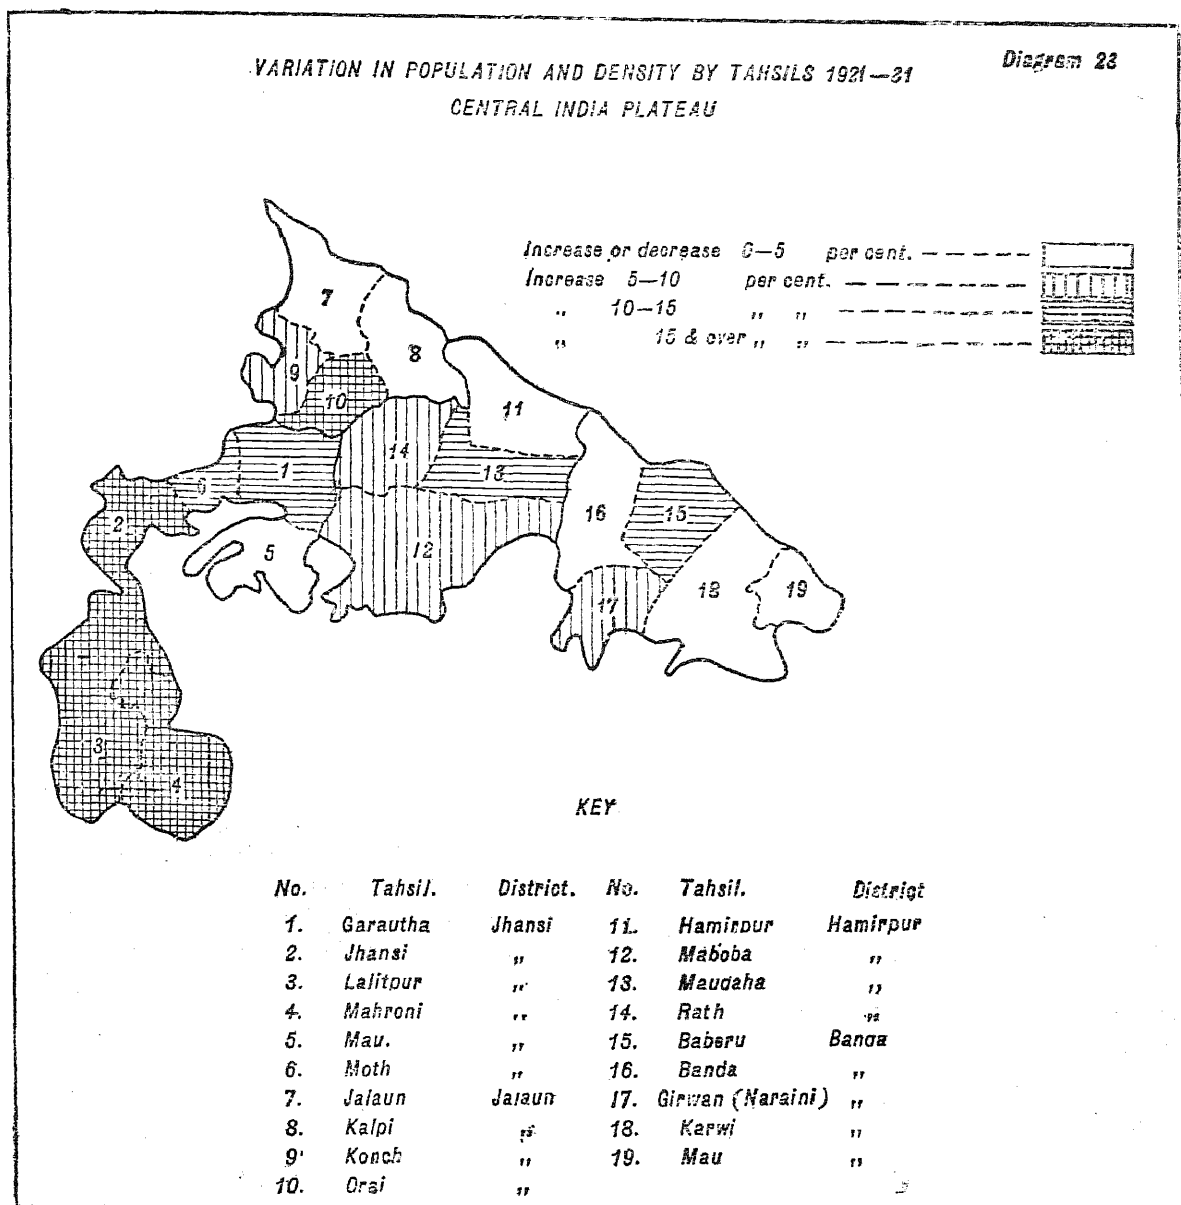 Diagram 23
VARIATION IN POPULATION AND DENSITY BY TAHSILS 1921—31
CENTRAL INDIA PLATEAU
Increase or decrease 0—5 per cent.
Increase 5—10 per cent.
„ 10—15 „ „
„ 15 & over „ „
7
8
9
10
11
14
1
13
6
2
5
12
16
15
17
18
19
3
4
KEY
No. Tahsil. District. No. Tahsil. District
1. Garautha Jhansi 11. Hamirpur Hamirpur
2. Jhansi „ 12. Maboba „
3. Lalitpur „ 13. Maudaha „
4. Mahroni „ 14. Rath „
5. Mau. „ 15. Baberu Banda
6. Moth „ 16. Banda „
7. Jalaun Jalaun 17. Girwan (Naraini) „
8. Kalpi „ 18. Karwi „
9. Konch „ 19. Mau „
10. Orai „